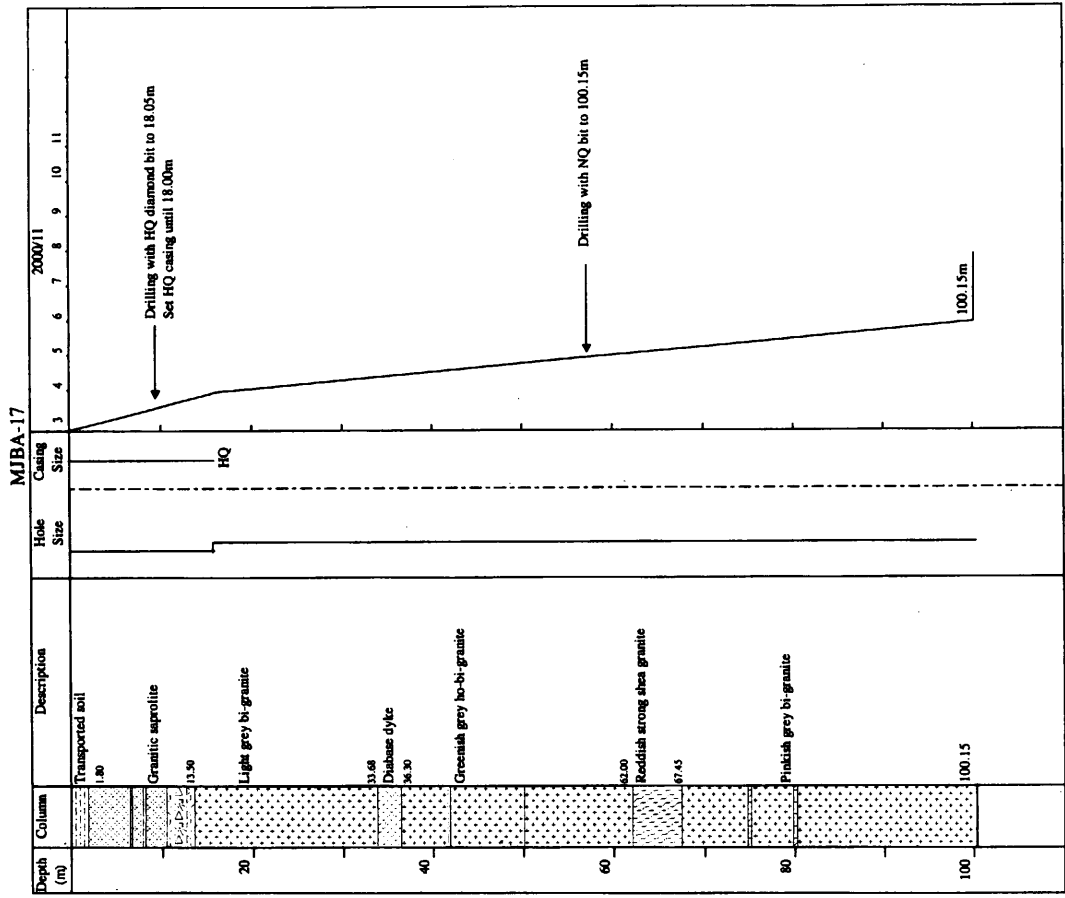 MJBA-17
Depth
(m)
Column
Description
Hole
Size
Casing
Size
2000/11
3 4 5 6 7 8 9 10 11
Transported soil
1.80
Granitic saprolite
13.50
Light grey bi-granite
33.68
Diabase dyke
36.30
Greenish grey ho-bi-granite
62.00
Reddish strong shea granite
67.45
Pinkish grey bi-granite
100.15
20
40
60
80
100
HQ
Drilling with HQ diamond bit to 18.05m
Set HQ casing until 18.00m
Drilling with NQ bit to 100.15m
100.15m